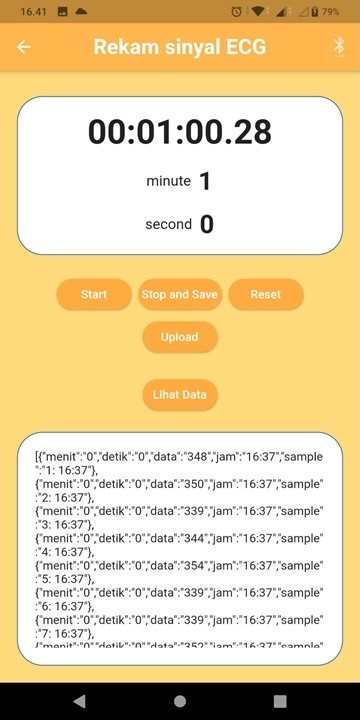 16.41
79%
Rekam sinyal ECG
00:01:00.28
minute 1
second 0
Start
Stop and Save
Reset
Upload
Lihat Data
[{"menit":"0","detik":"0","data":"348","jam":"16:37","sample
":"1: 16:37"},
{"menit":"0","detik":"0","data":"350","jam":"16:37","sample
":"2: 16:37"},
{"menit":"0","detik":"0","data":"339","jam":"16:37","sample
":"3: 16:37"},
{"menit":"0","detik":"0","data":"344","jam":"16:37","sample
":"4: 16:37"},
{"menit":"0","detik":"0","data":"354","jam":"16:37","sample
":"5: 16:37"},
{"menit":"0","detik":"0","data":"339","jam":"16:37","sample
":"6: 16:37"},
{"menit":"0","detik":"0","data":"339","jam":"16:37","sample
":"7: 16:37"},
{"menit":"0","detik":"0","data":"352","jam":"16:37","sample